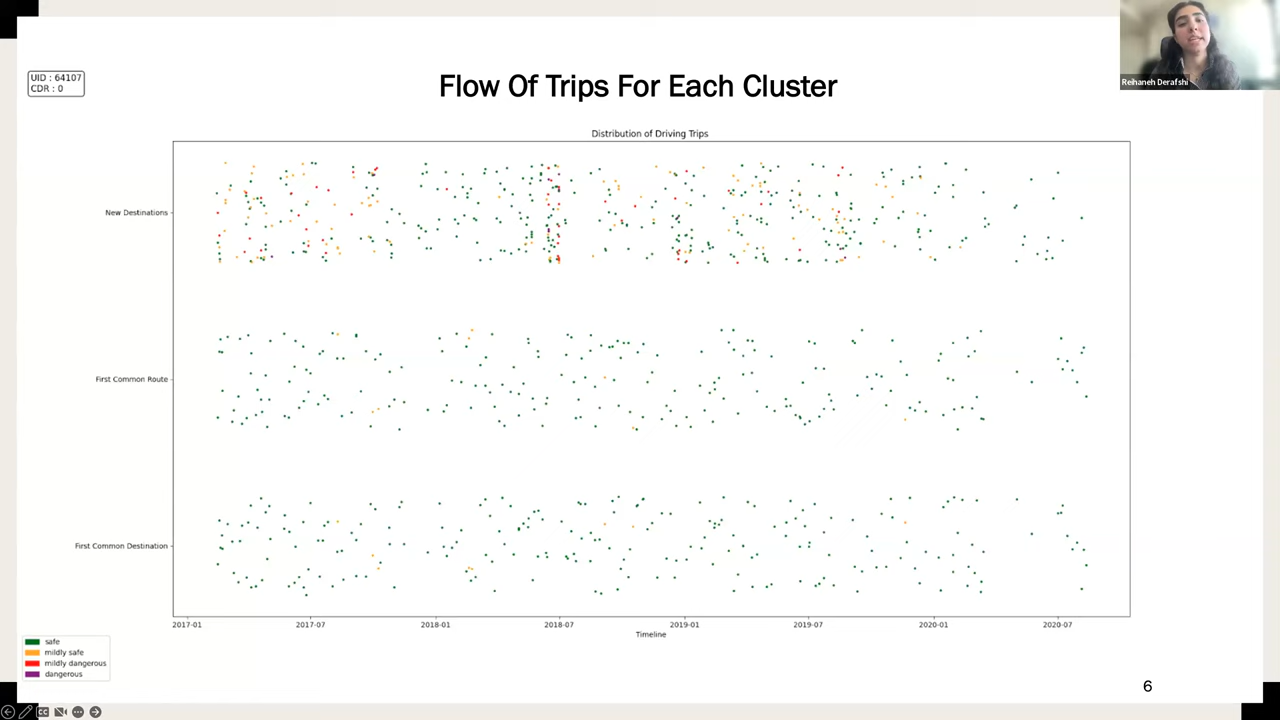 Reihaneh Derafshi
UID : 64107
CDR : 0
Flow Of Trips For Each Cluster
Distribution of Driving Trips
New Destinations
First Common Route
First Common Destination
2017-01 2017-07 2018-01 2018-07 2019-01 2019-07 2020-01 2020-07
Timeline
safe
mildly safe
mildly dangerous
dangerous
6
CC